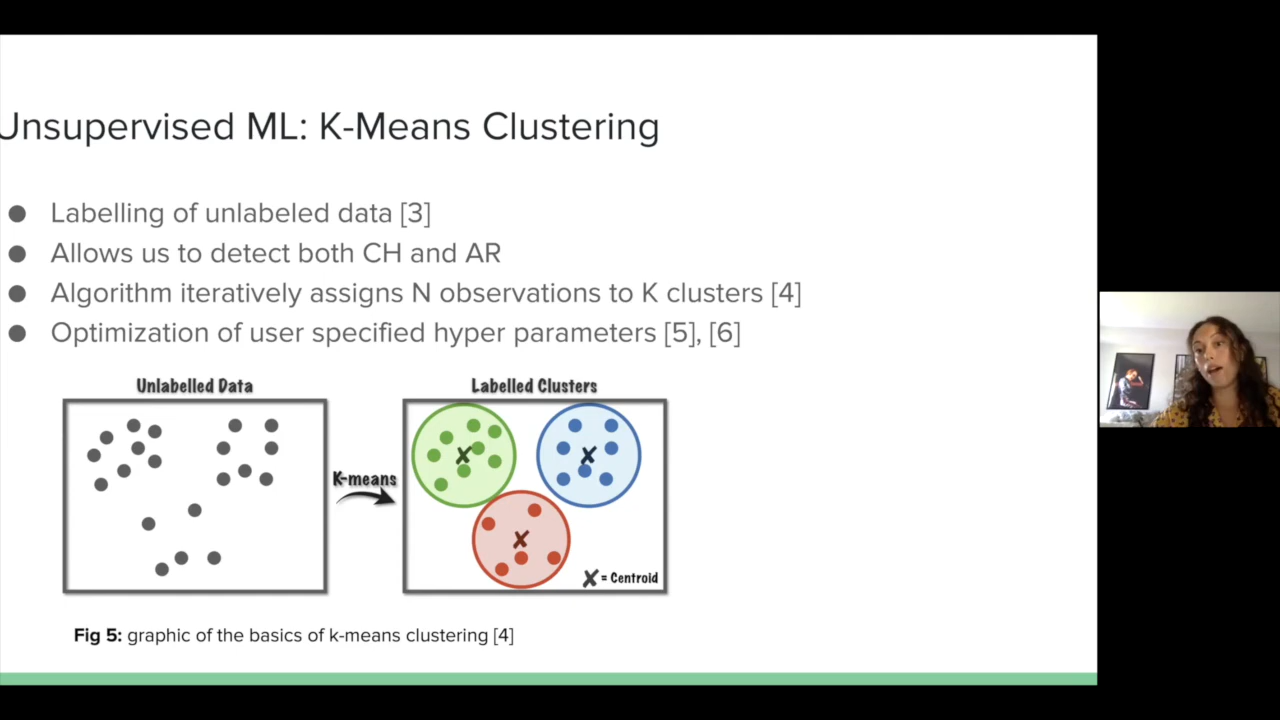 Unsupervised ML: K-Means Clustering
Labelling of unlabeled data [3]
Allows us to detect both CH and AR
Algorithm iteratively assigns N observations to K clusters [4]
Optimization of user specified hyper parameters [5], [6]
Unlabelled Data
Labelled Clusters
K-means
= Centroid
Fig 5: graphic of the basics of k-means clustering [4]